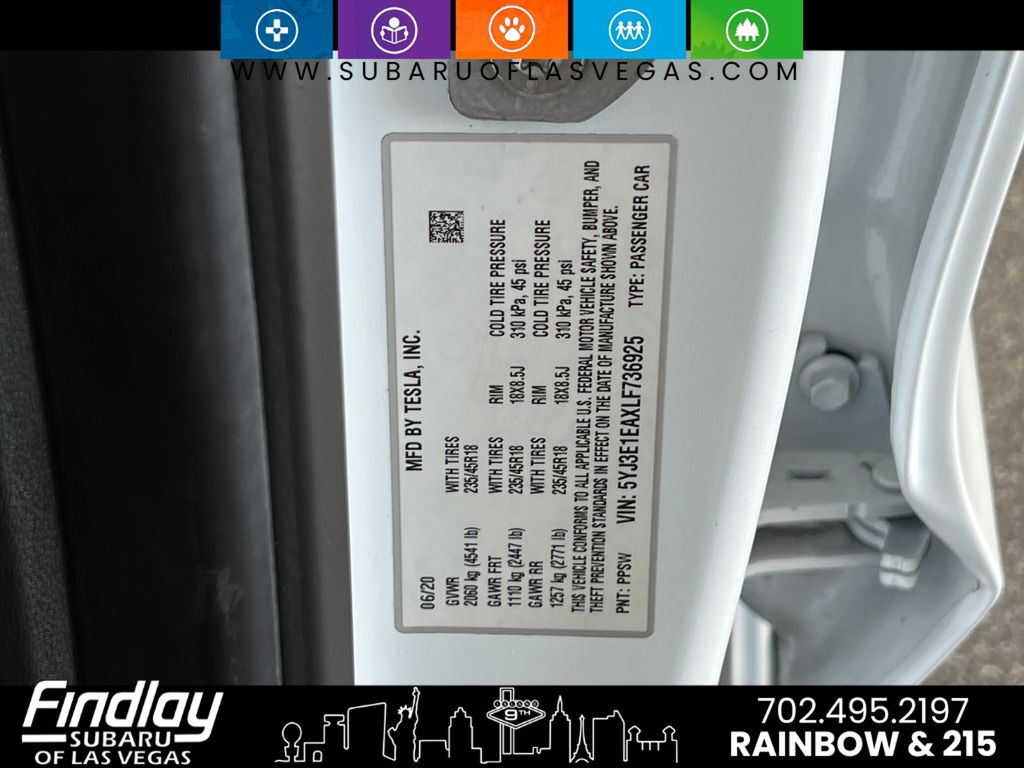 WWW.SUBARUOFLASVEGAS.COM
MFD BY TESLA, INC.
06/20
GVWR WITH TIRES
2060 kg (4541 lb) 235/45R18
GAWR FRT WITH TIRES RIM COLD TIRE PRESSURE
1110 kg (2447 lb) 235/45R18 18X8.5J 310 kPa, 45 psi
GAWR RR WITH TIRES RIM COLD TIRE PRESSURE
1257 kg (2771 lb) 235/45R18 18X8.5J 310 kPa, 45 psi
THIS VEHICLE CONFORMS TO ALL APPLICABLE U.S. FEDERAL MOTOR VEHICLE SAFETY, BUMPER, AND
THEFT PREVENTION STANDARDS IN EFFECT ON THE DATE OF MANUFACTURE SHOWN ABOVE.
PNT: PPSW VIN: 5YJ3E1EAXLF736925 TYPE: PASSENGER CAR
Findlay
SUBARU
OF LAS VEGAS
9TH
702.495.2197
RAINBOW & 215